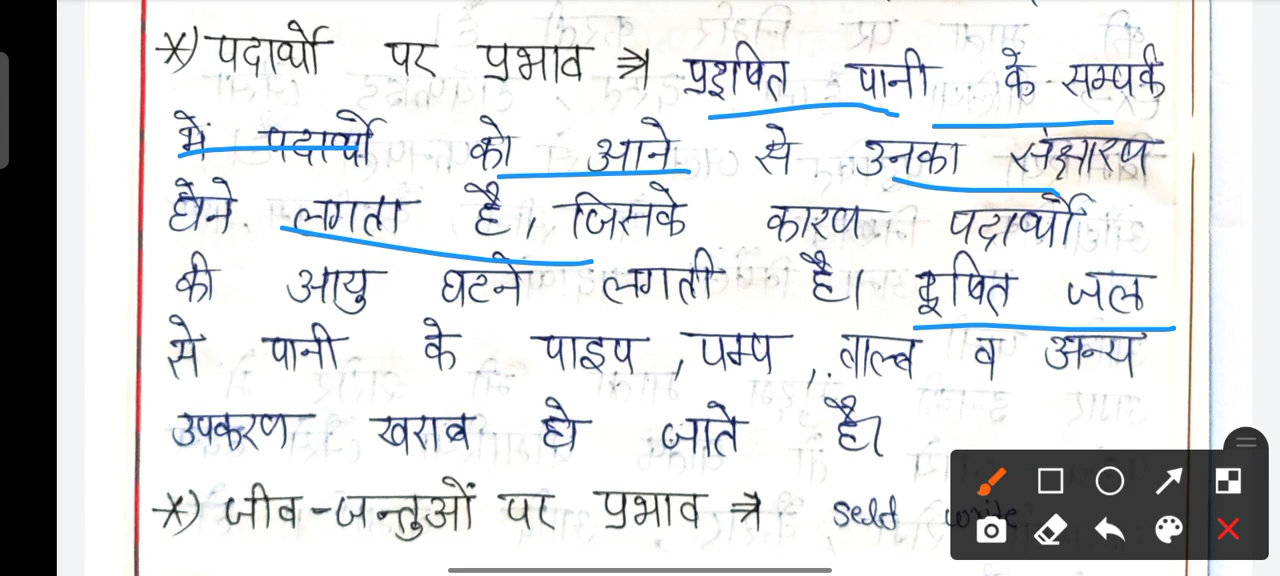 *) पदार्थो पर प्रभाव ⇒ प्रदूषित पानी के सम्पर्क
में पदार्थो को आने से उनका संक्षारण
होने लगता है, जिसके कारण पदार्थो
की आयु घटने लगती है। दूषित जल
से पानी के पाइप, पम्प, वाल्व व अन्य
उपकरण खराब हो जाते है।
*) जीव-जन्तुओं पर प्रभाव ⇒ self write